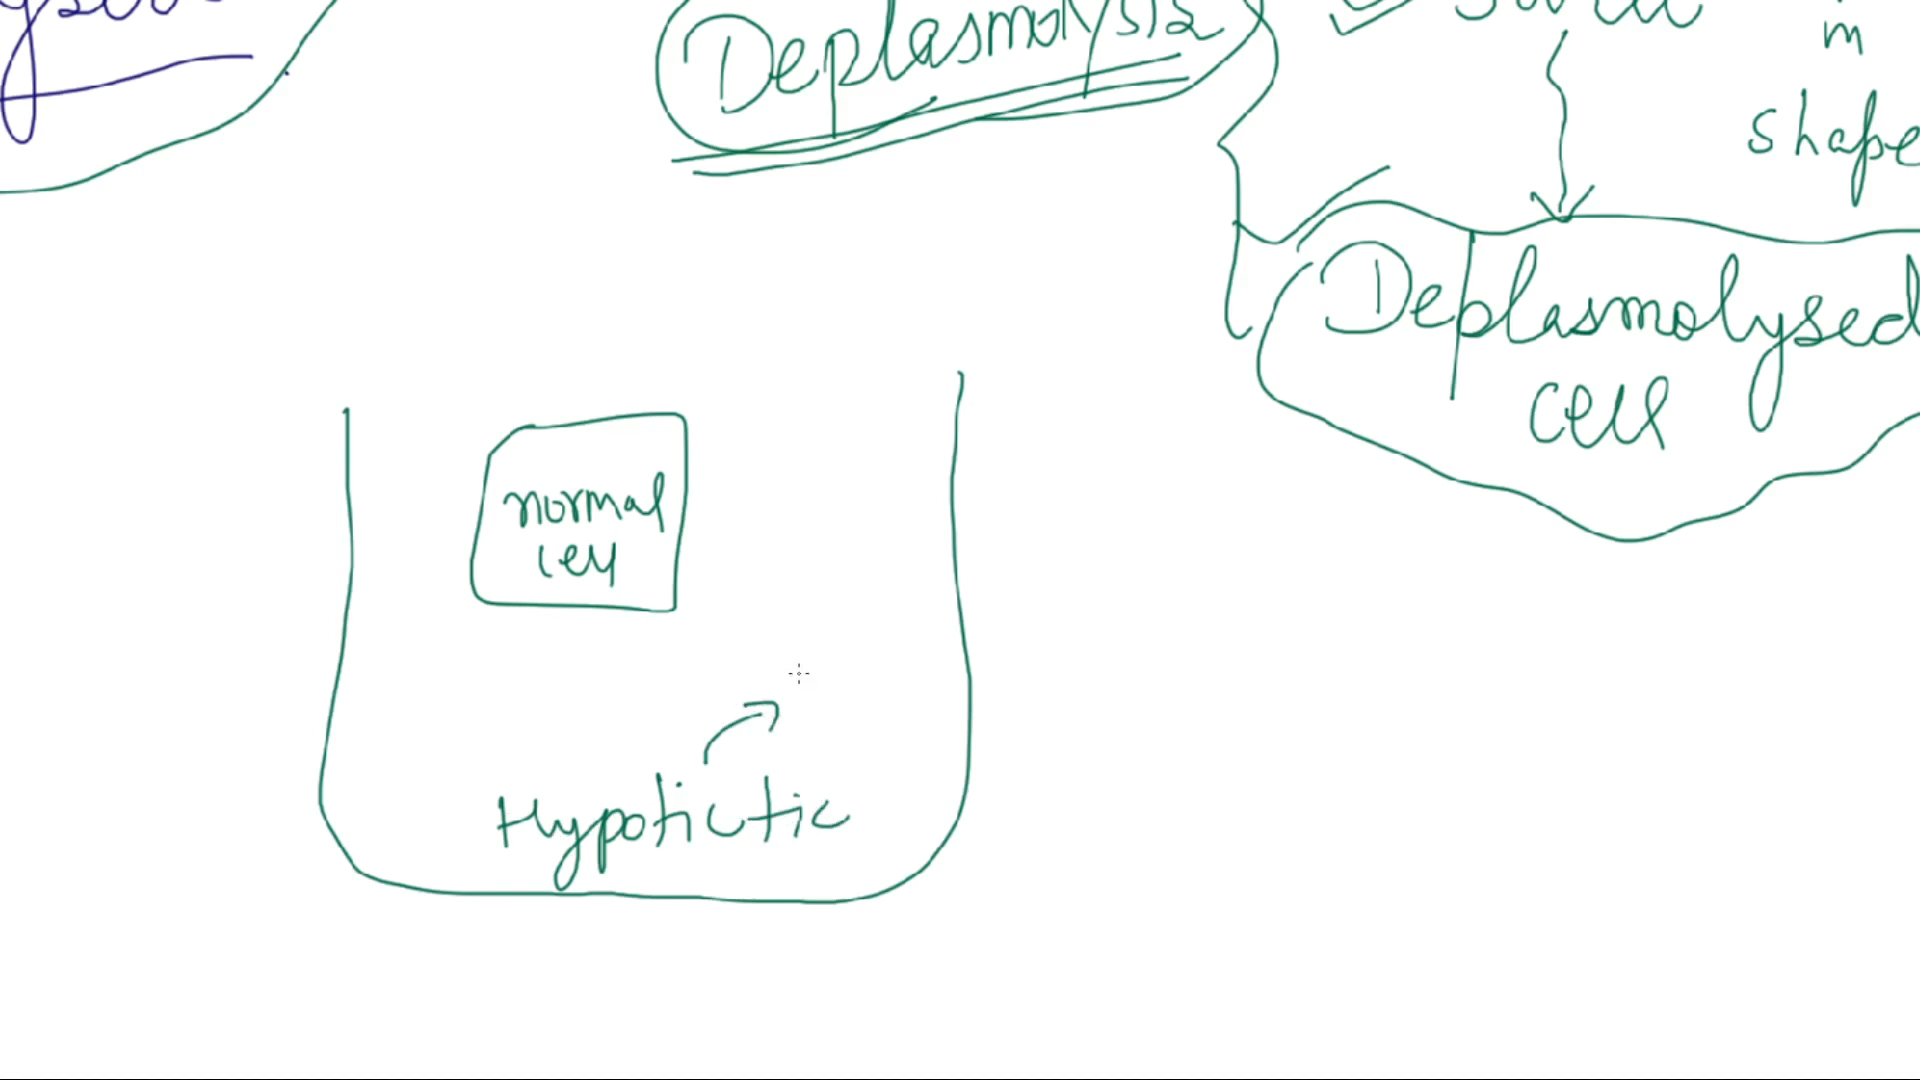 Deplasmolysis
m
shape
Deplasmolysed
cell
normal
cell
Hypotictic